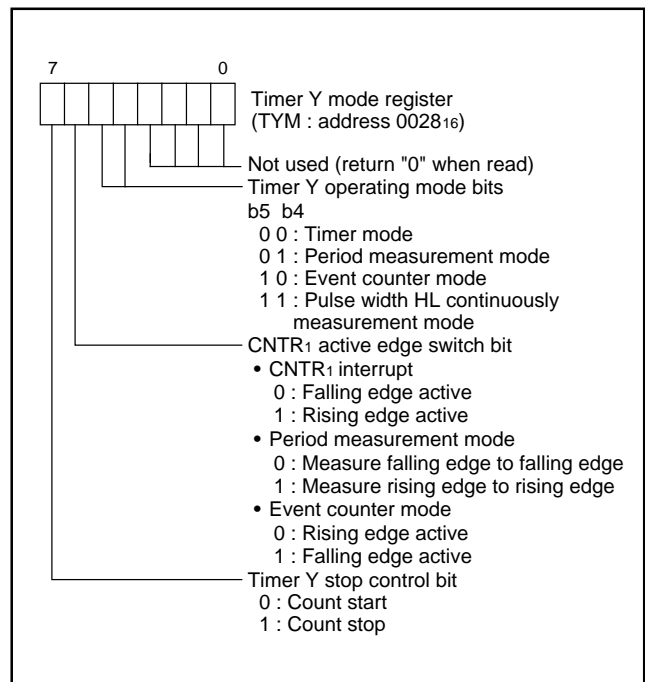 7 0
Timer Y mode register
(TYM : address 0028₁₆)
Not used (return "0" when read)
Timer Y operating mode bits
b5 b4
0 0 : Timer mode
0 1 : Period measurement mode
1 0 : Event counter mode
1 1 : Pulse width HL continuously
measurement mode
CNTR₁ active edge switch bit
• CNTR₁ interrupt
0 : Falling edge active
1 : Rising edge active
• Period measurement mode
0 : Measure falling edge to falling edge
1 : Measure rising edge to rising edge
• Event counter mode
0 : Rising edge active
1 : Falling edge active
Timer Y stop control bit
0 : Count start
1 : Count stop